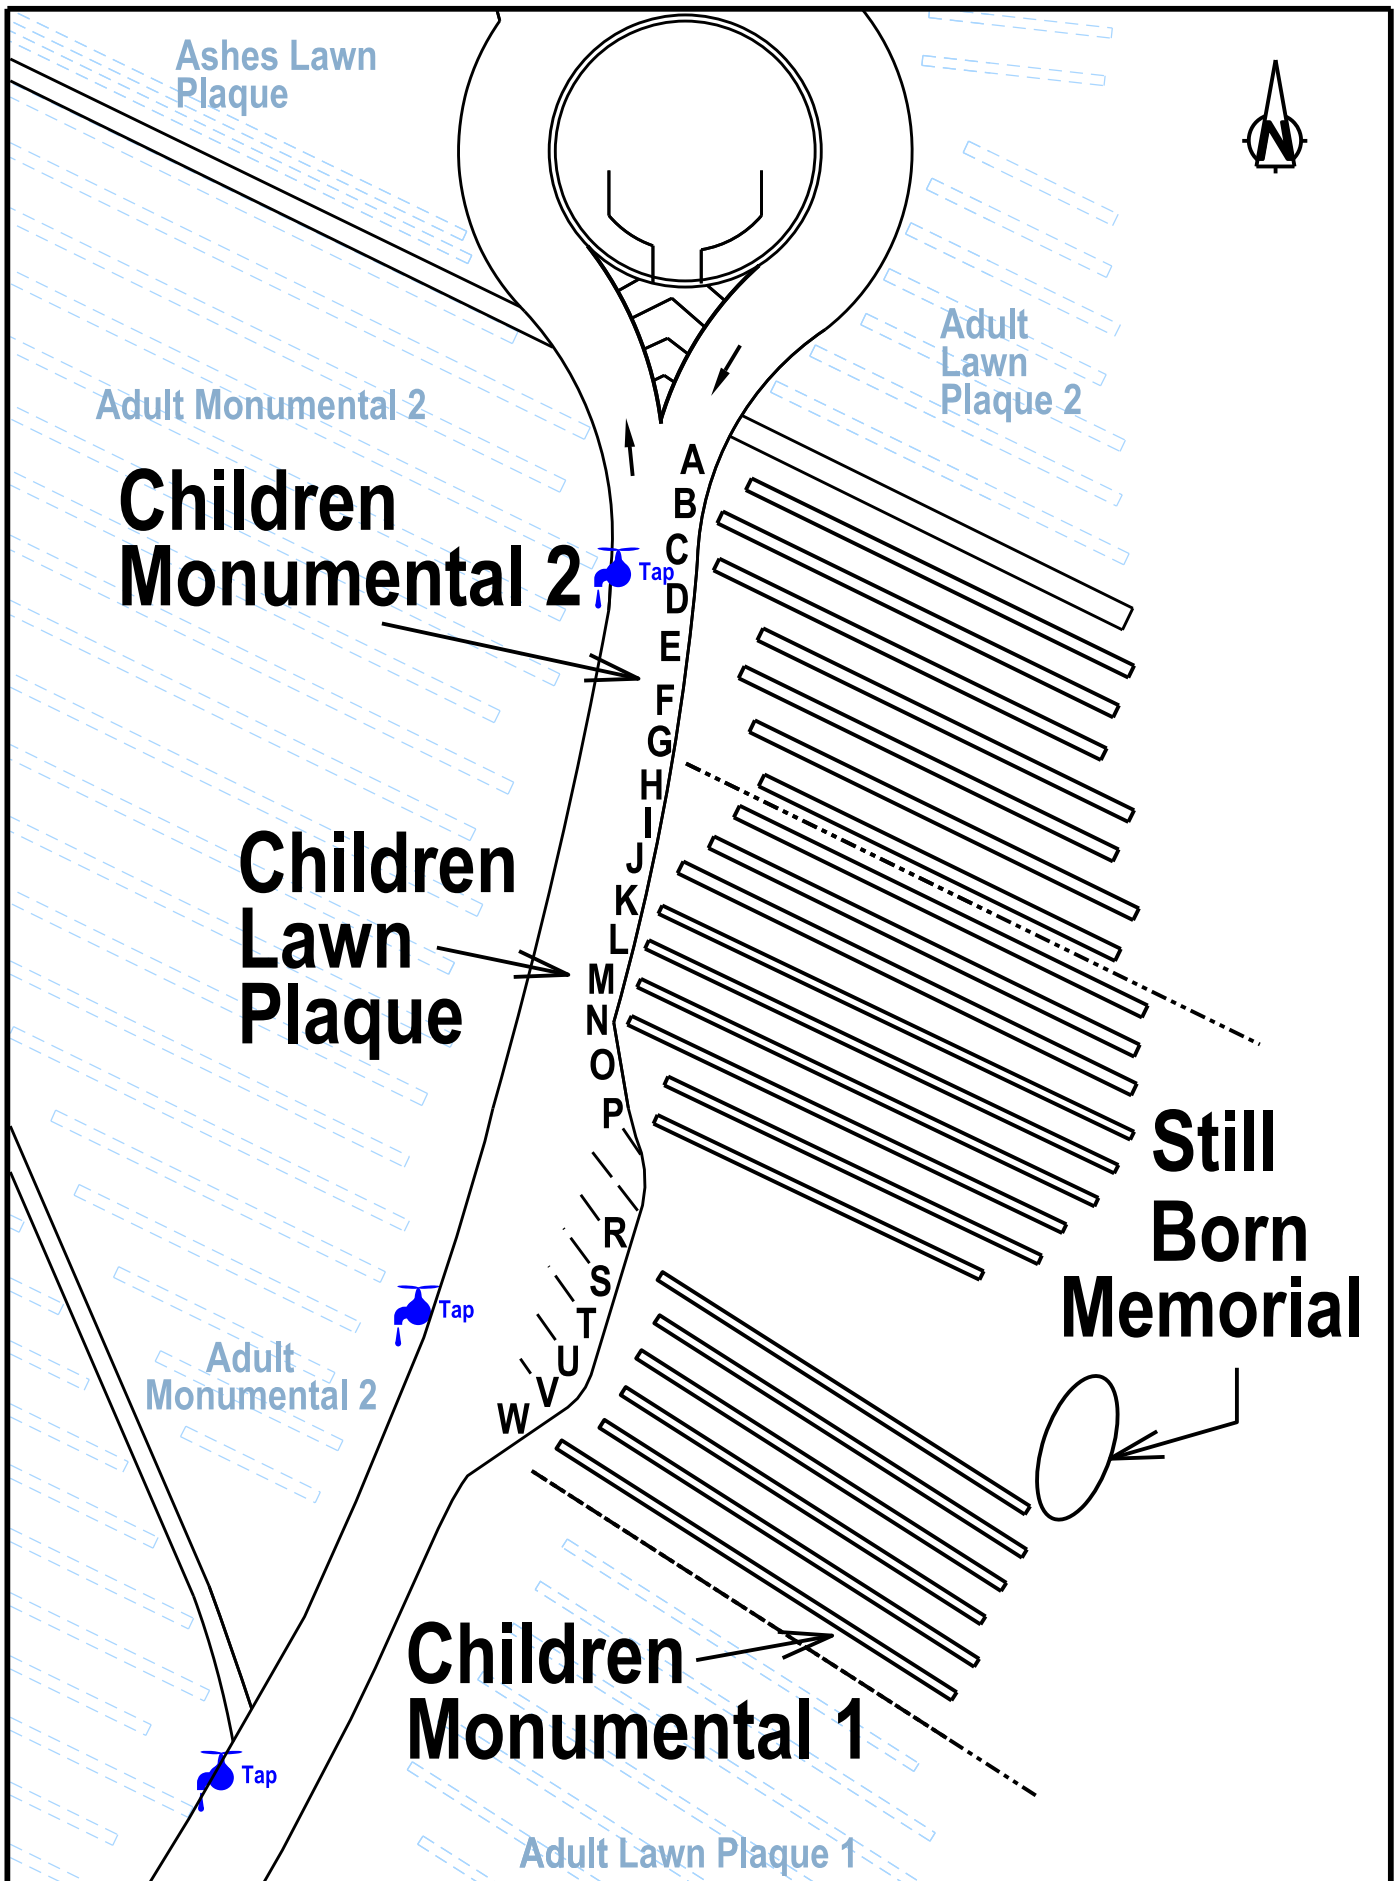 Ashes Lawn
Plaque
N
Adult
Lawn
Plaque 2
Adult Monumental 2
Children
Monumental 2
Tap
A
B
C
D
E
F
G
H
I
J
K
L
M
N
O
P
R
S
T
U
V
W
Children
Lawn
Plaque
Still
Born
Memorial
Tap
Adult
Monumental 2
Children
Monumental 1
Tap
Adult Lawn Plaque 1